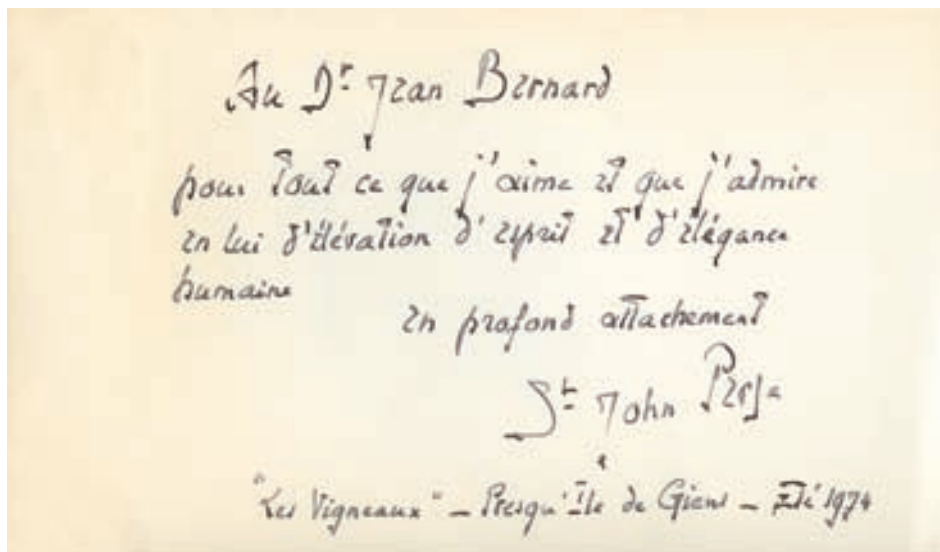 Au Dr. Jean Bernard
pour tout ce que j'aime et que j'admire
en lui d'élévation d'esprit et d'élégance
humaine
en profond attachement
St. John Perse
"Les Vigneaux" – Presqu'Île de Giens – Été 1974